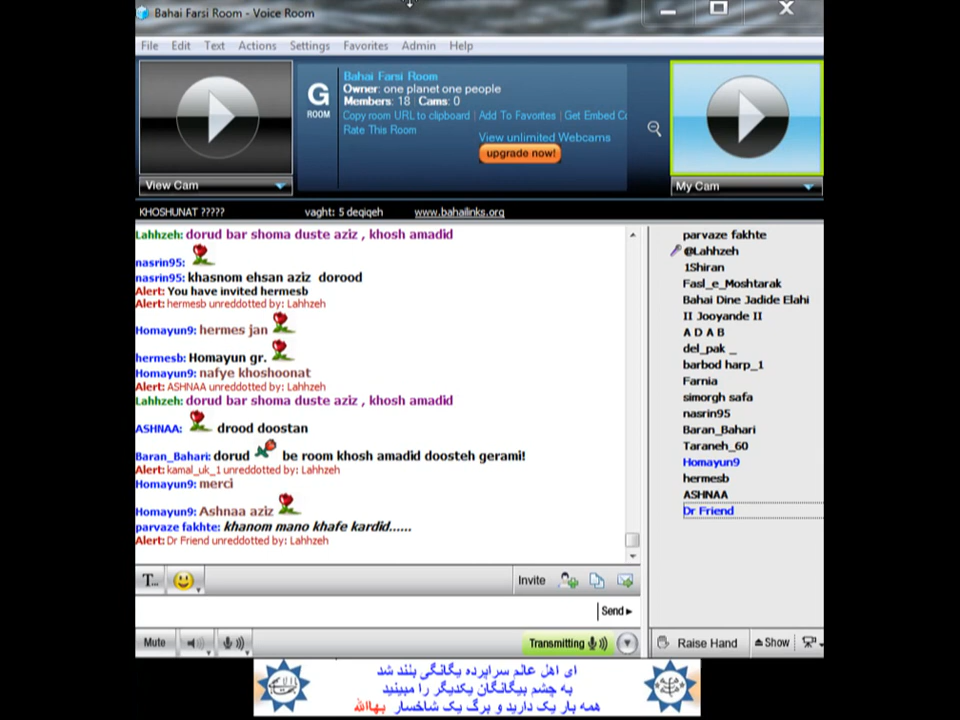 Bahai Farsi Room - Voice Room
File Edit Text Actions Settings Favorites Admin Help
G
ROOM
Bahai Farsi Room
Owner: one planet one people
Members: 18 | Cams: 0
Copy room URL to clipboard | Add To Favorites | Get Embed Co
Rate This Room
View unlimited Webcams
upgrade now!
View Cam
My Cam
KHOSHUNAT ????? vaght: 5 deqiqeh www.bahailinks.org
Lahhzeh: dorud bar shoma duste aziz , khosh amadid
nasrin95:
nasrin95: khasnom ehsan aziz dorood
Alert: You have invited hermesb
Alert: hermesb unreddotted by: Lahhzeh
Homayun9: hermes jan
hermesb: Homayun gr.
Homayun9: nafye khoshoonat
Alert: ASHNAA unreddotted by: Lahhzeh
Lahhzeh: dorud bar shoma duste aziz , khosh amadid
ASHNAA: drood doostan
Baran_Bahari: dorud be room khosh amadid doosteh gerami!
Alert: kamal_uk_1 unreddotted by: Lahhzeh
Homayun9: merci
Homayun9: Ashnaa aziz
parvaze fakhte: khanom mano khafe kardid......
Alert: Dr Friend unreddotted by: Lahhzeh
parvaze fakhte
@Lahhzeh
1Shiran
Fasl_e_Moshtarak
Bahai Dine Jadide Elahi
II Jooyande II
A D A B
del_pak _
barbod harp_1
Farnia
simorgh safa
nasrin95
Baran_Bahari
Taraneh_60
Homayun9
hermesb
ASHNAA
Dr Friend
T... Invite
Send
Mute Transmitting Raise Hand Show
ای اهل عالم سراپرده یگانگی بلند شد
به چشم بیگانگان یکدیگر را مبینید
همه بار یک دارید و برگ یک شاخسار بهاالله